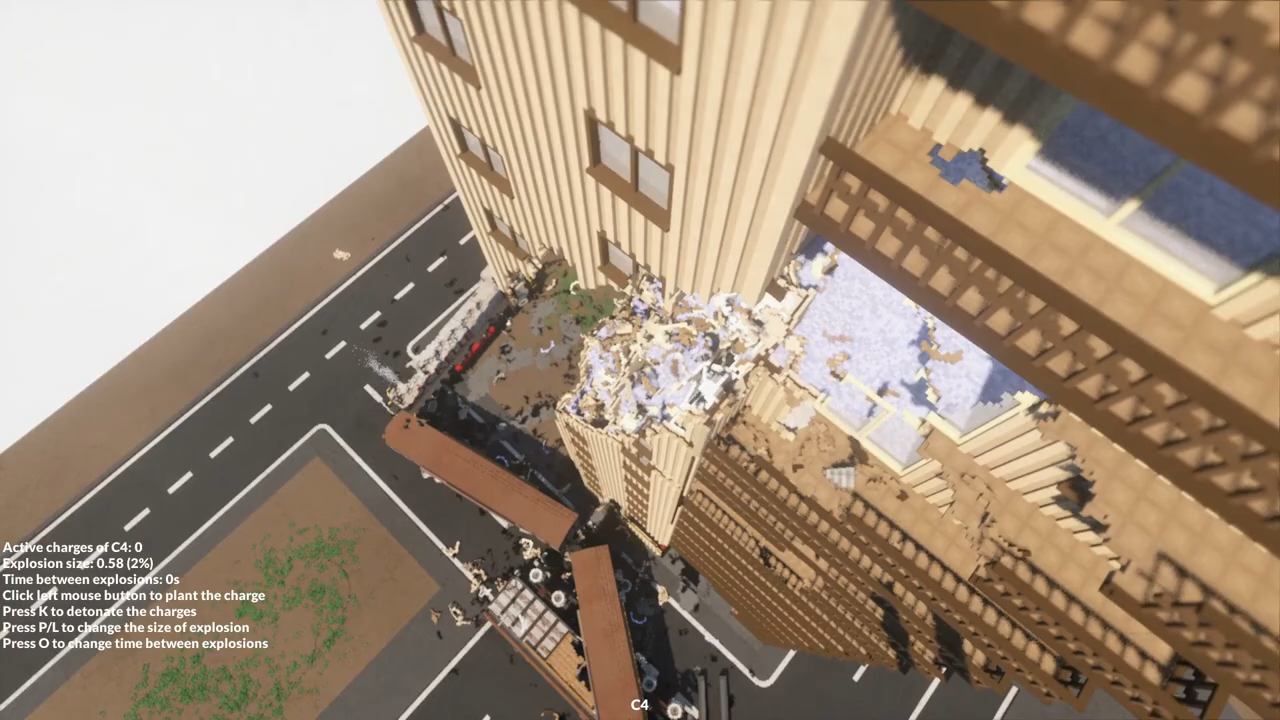 Active charges of C4: 0
Explosion size: 0.58 (2%)
Time between explosions: 0s
Click left mouse button to plant the charge
Press K to detonate the charges
Press P/L to change the size of explosion
Press O to change time between explosions
C4